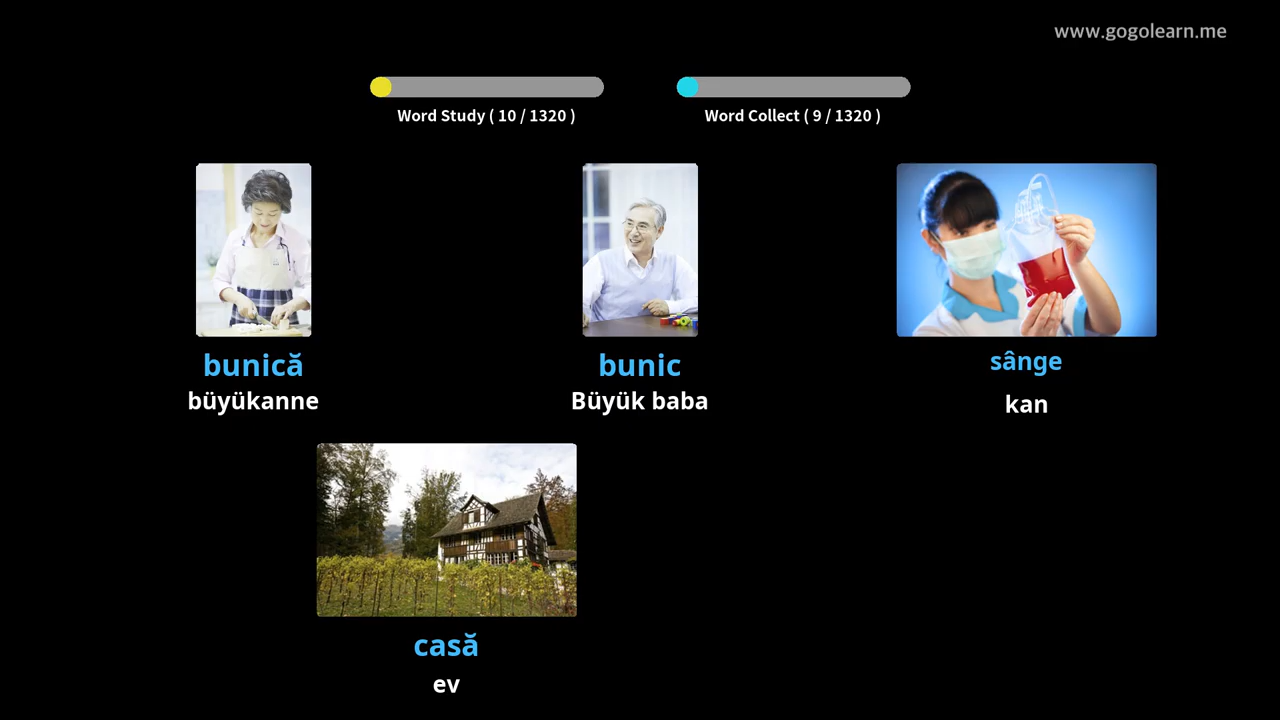 www.gogolearn.me
Word Study ( 10 / 1320 )
Word Collect ( 9 / 1320 )
bunică
büyükanne
bunic
Büyük baba
sânge
kan
casă
ev